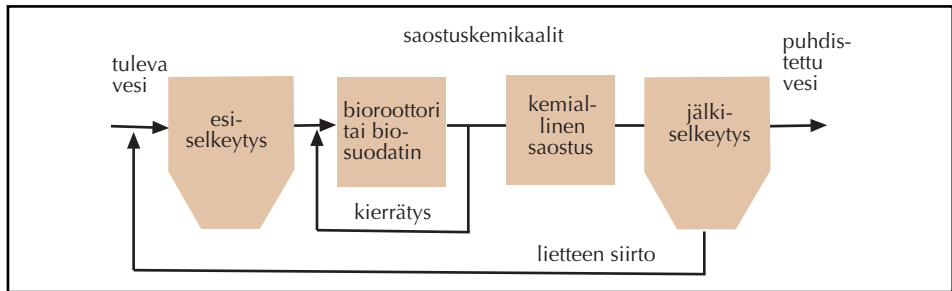 saostuskemikaalit
puhdis-
tettu
vesi
tuleva
vesi
esi-
selkeytys
bioroottori
tai bio-
suodatin
kemial-
linen
saostus
jälki-
selkeytys
kierrätys
lietteen siirto